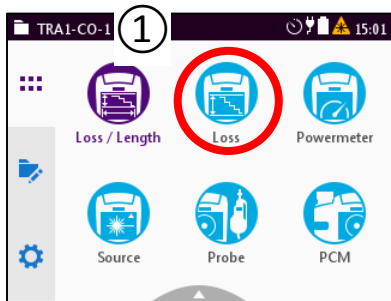 TRA1-CO-1
1
15:01
Loss / Length
Loss
Powermeter
Source
Probe
PCM